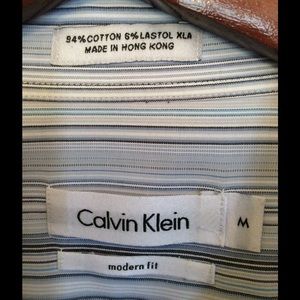 94%COTTON 6%LASTOL XLA
MADE IN HONG KONG
Calvin Klein
M
modern fit